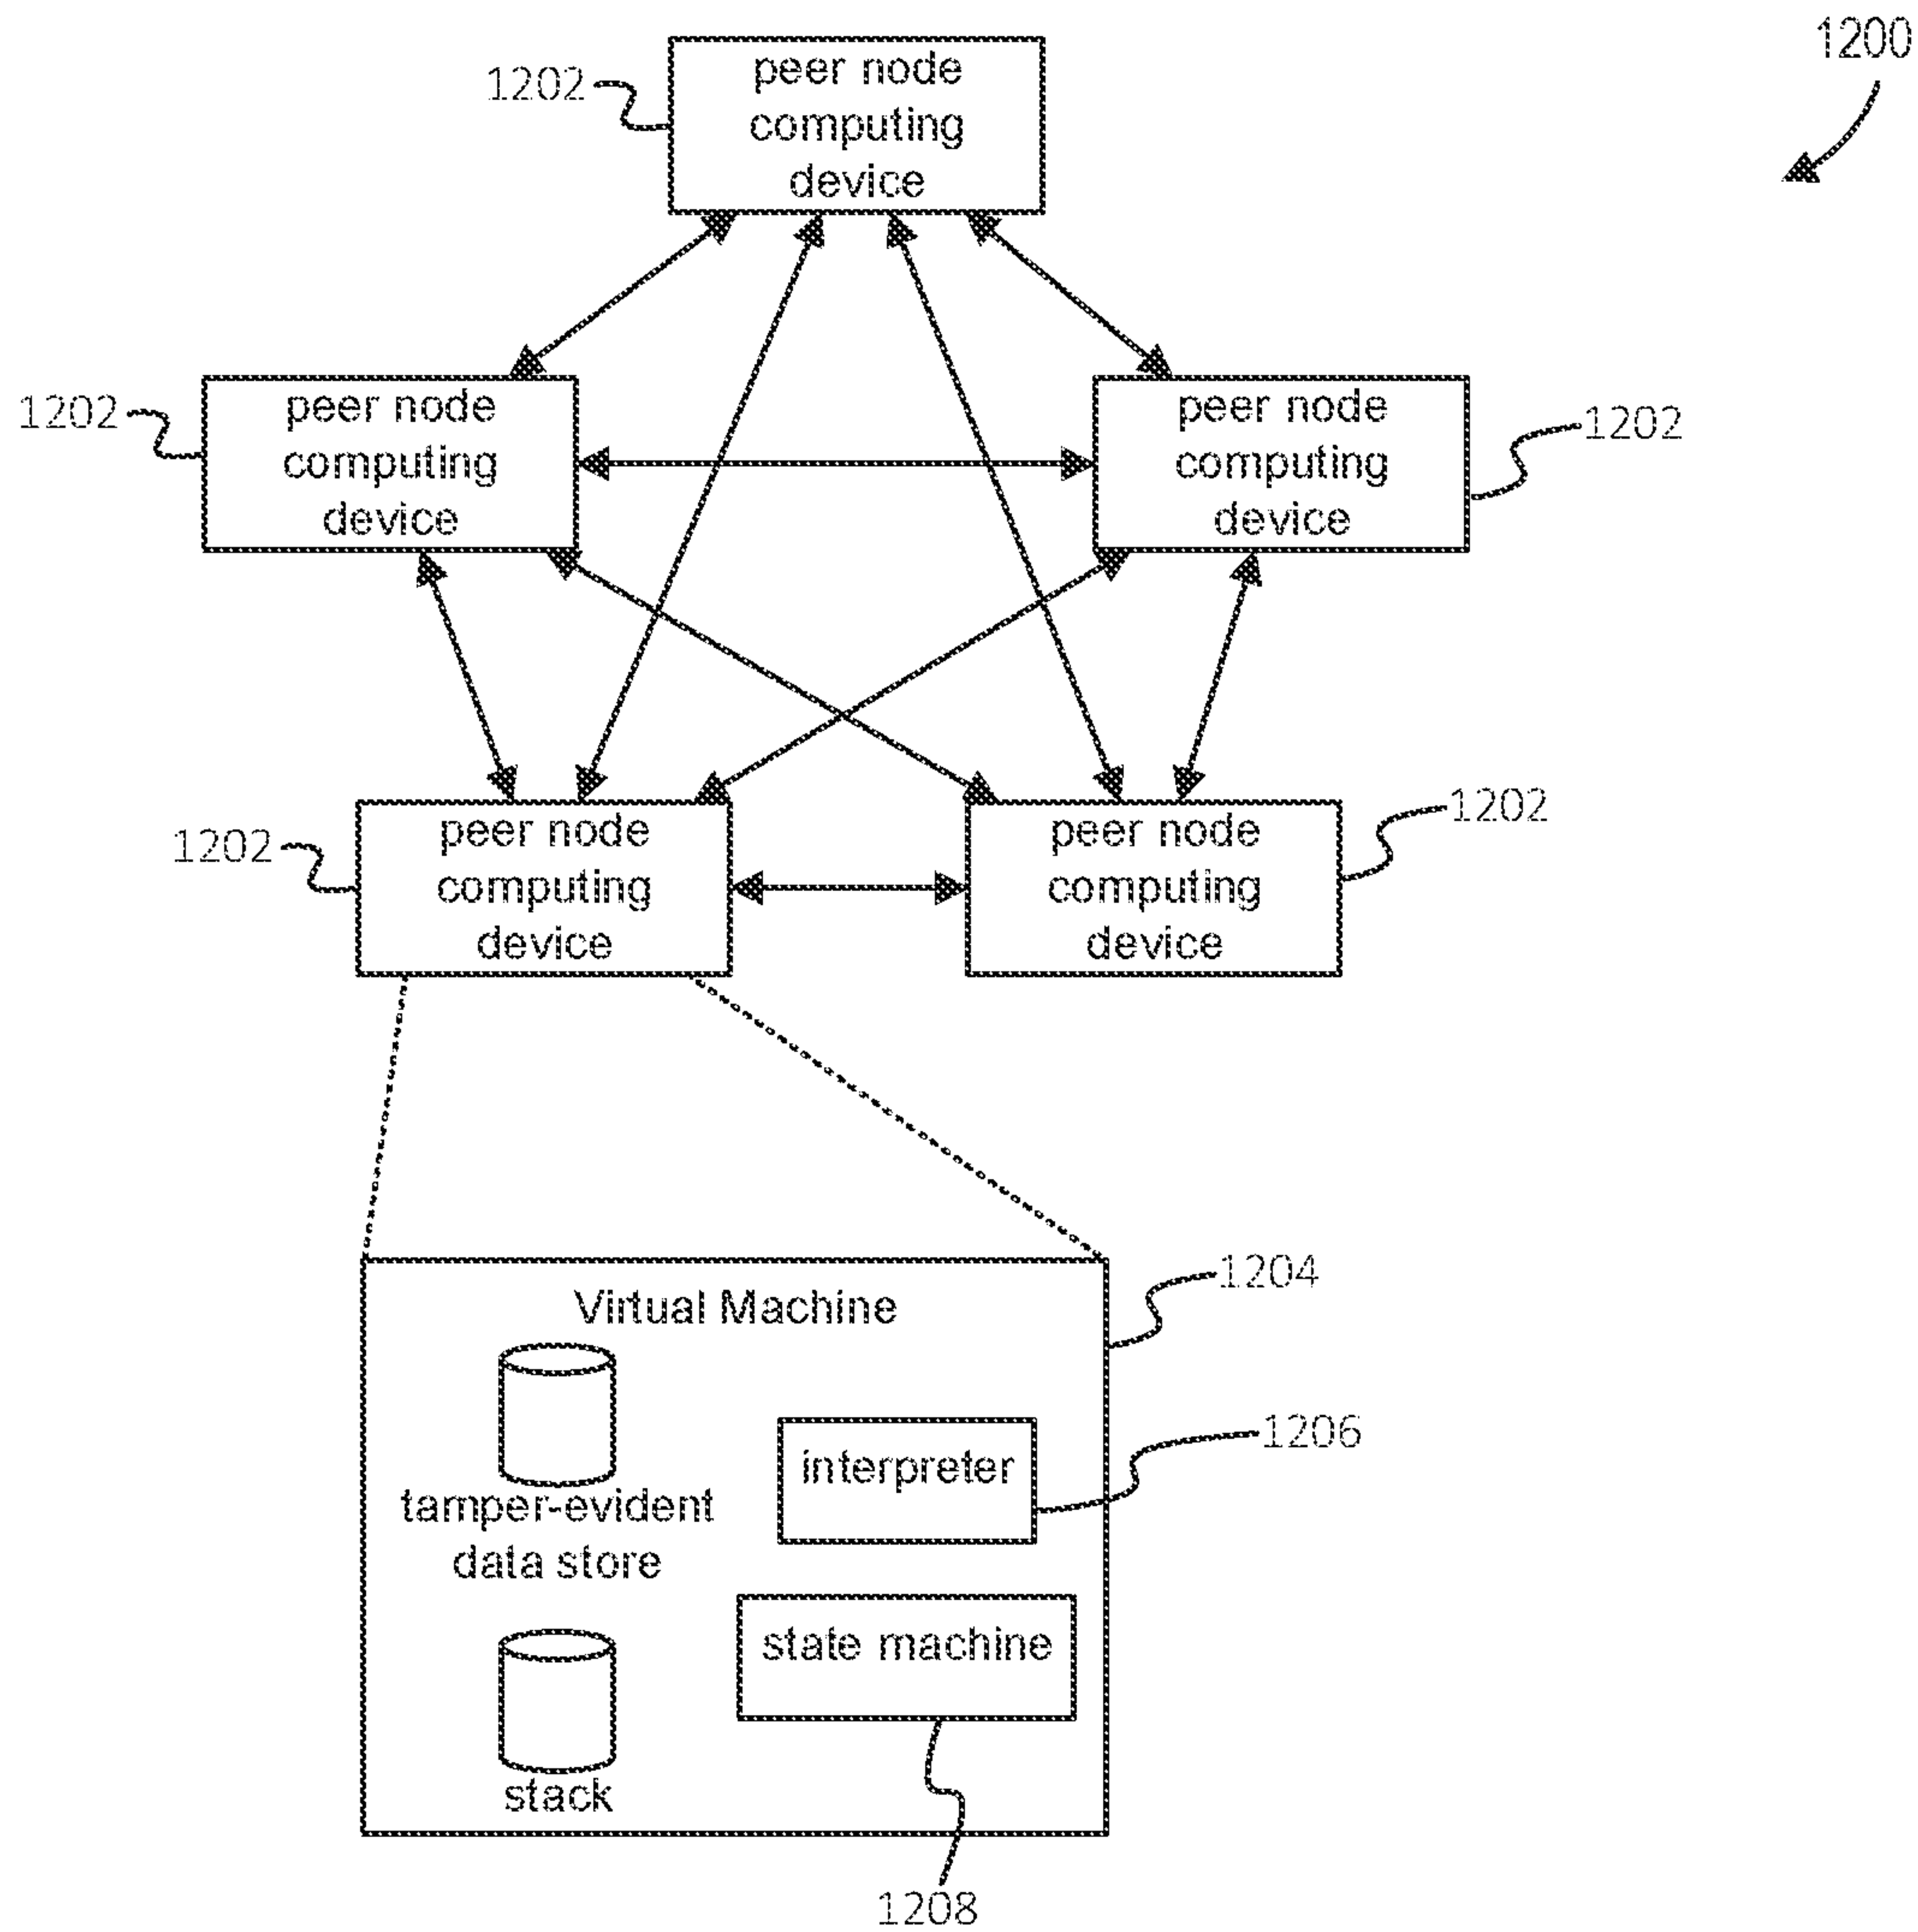 1200
1202
peer node
computing
device
1202
peer node
computing
device
peer node
computing
device
1202
1202
peer node
computing
device
peer node
computing
device
1202
Virtual Machine
1204
tamper-evident
data store
interpreter
1206
state machine
stack
1208